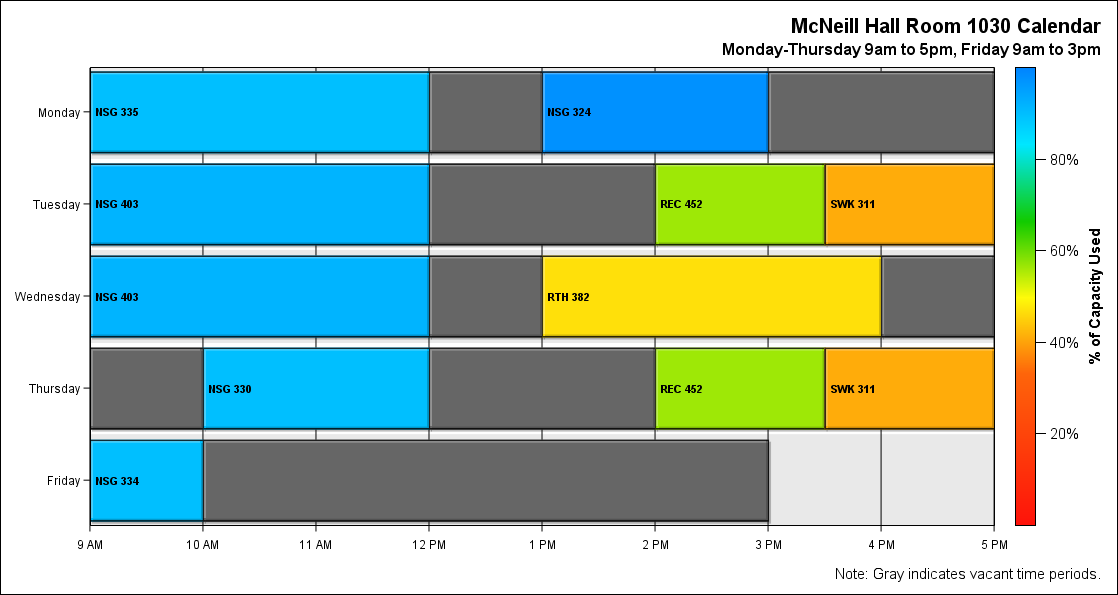 McNeill Hall Room 1030 Calendar
Monday-Thursday 9am to 5pm, Friday 9am to 3pm
Monday
NSG 335
NSG 324
Tuesday
NSG 403
REC 452
SWK 311
Wednesday
NSG 403
RTH 382
Thursday
NSG 330
REC 452
SWK 311
Friday
NSG 334
9 AM 10 AM 11 AM 12 PM 1 PM 2 PM 3 PM 4 PM 5 PM
80%
60%
40%
20%
% of Capacity Used
Note: Gray indicates vacant time periods.